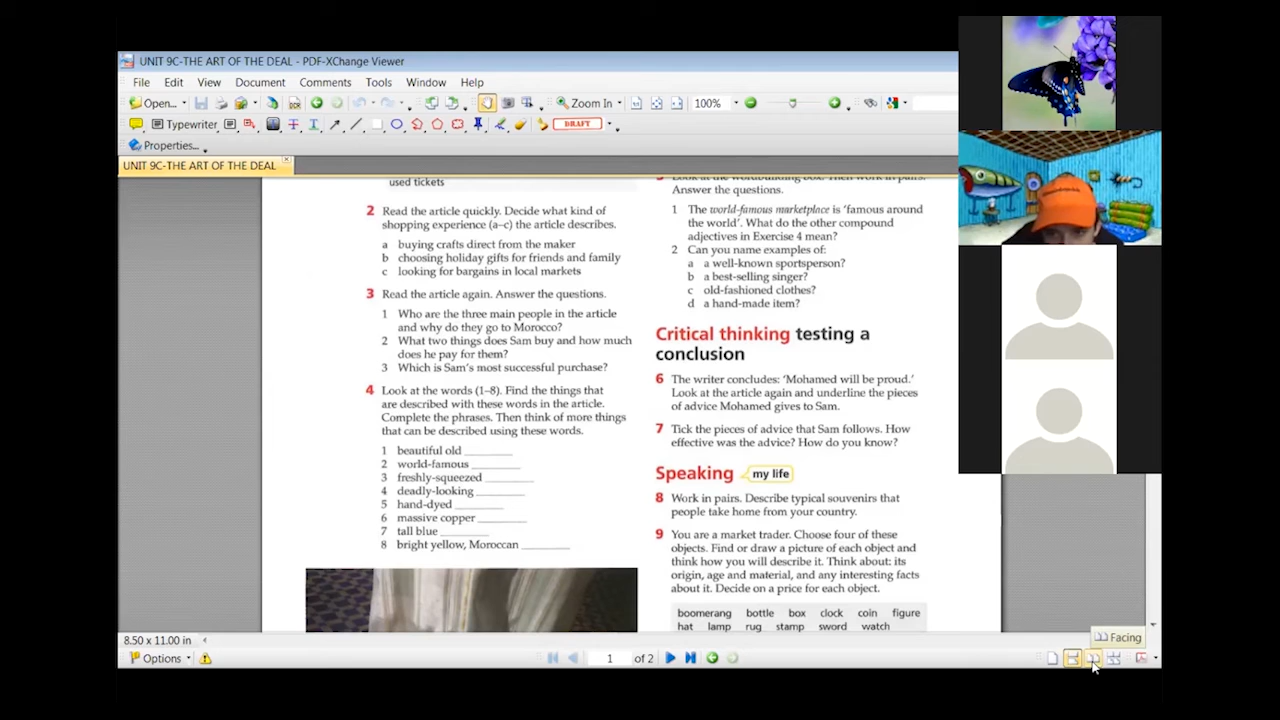 UNIT 9C-THE ART OF THE DEAL - PDF-XChange Viewer
File Edit View Document Comments Tools Window Help
Open... Zoom In 100%
Typewriter DRAFT
Properties...
UNIT 9C-THE ART OF THE DEAL
used tickets
2 Read the article quickly. Decide what kind of
shopping experience (a–c) the article describes.
a buying crafts direct from the maker
b choosing holiday gifts for friends and family
c looking for bargains in local markets
3 Read the article again. Answer the questions.
1 Who are the three main people in the article
and why do they go to Morocco?
2 What two things does Sam buy and how much
does he pay for them?
3 Which is Sam's most successful purchase?
4 Look at the words (1–8). Find the things that
are described with these words in the article.
Complete the phrases. Then think of more things
that can be described using these words.
1 beautiful old ________
2 world-famous ________
3 freshly-squeezed ________
4 deadly-looking ________
5 hand-dyed ________
6 massive copper ________
7 tall blue ________
8 bright yellow, Moroccan ________
Look at the wordbuilding box. Then work in pairs.
Answer the questions.
1 The world-famous marketplace is 'famous around
the world'. What do the other compound
adjectives in Exercise 4 mean?
2 Can you name examples of:
a a well-known sportsperson?
b a best-selling singer?
c old-fashioned clothes?
d a hand-made item?
Critical thinking testing a
conclusion
6 The writer concludes: 'Mohamed will be proud.'
Look at the article again and underline the pieces
of advice Mohamed gives to Sam.
7 Tick the pieces of advice that Sam follows. How
effective was the advice? How do you know?
Speaking my life
8 Work in pairs. Describe typical souvenirs that
people take home from your country.
9 You are a market trader. Choose four of these
objects. Find or draw a picture of each object and
think how you will describe it. Think about: its
origin, age and material, and any interesting facts
about it. Decide on a price for each object.
boomerang bottle box clock coin figure
hat lamp rug stamp sword watch
8.50 x 11.00 in
Facing
Options 1 of 2